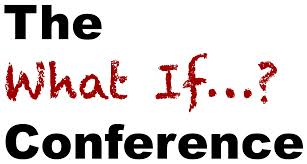 The
What If...?
Conference